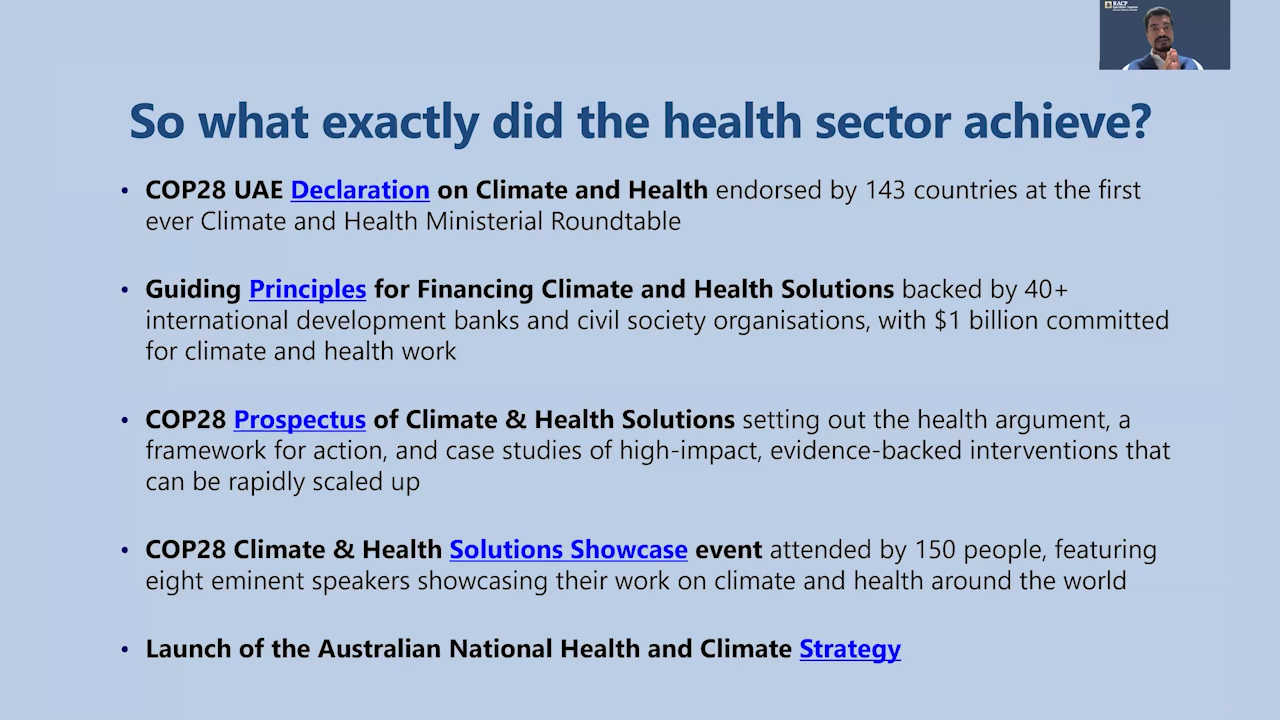 RACP
So what exactly did the health sector achieve?
• COP28 UAE Declaration on Climate and Health endorsed by 143 countries at the first
ever Climate and Health Ministerial Roundtable
• Guiding Principles for Financing Climate and Health Solutions backed by 40+
international development banks and civil society organisations, with $1 billion committed
for climate and health work
• COP28 Prospectus of Climate & Health Solutions setting out the health argument, a
framework for action, and case studies of high-impact, evidence-backed interventions that
can be rapidly scaled up
• COP28 Climate & Health Solutions Showcase event attended by 150 people, featuring
eight eminent speakers showcasing their work on climate and health around the world
• Launch of the Australian National Health and Climate Strategy